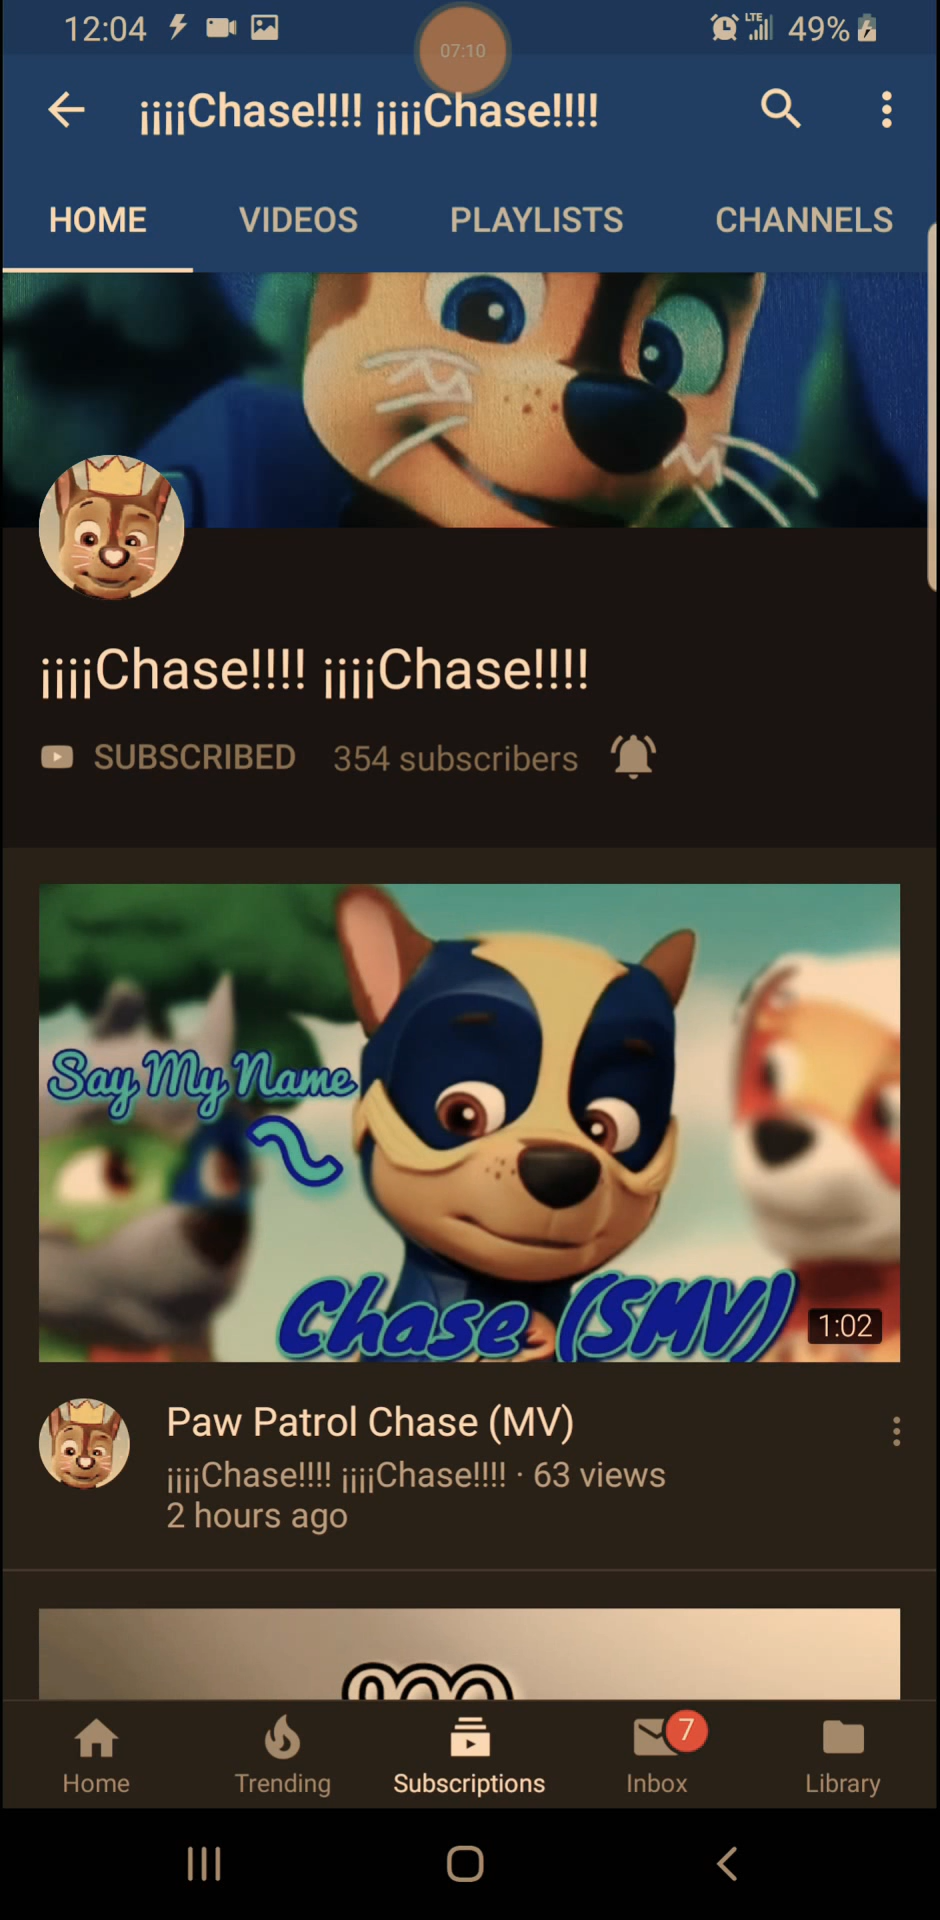 12:04 LTE 49%
07:10
¡¡¡¡Chase!!!! ¡¡¡¡Chase!!!!
HOME VIDEOS PLAYLISTS CHANNELS
¡¡¡¡Chase!!!! ¡¡¡¡Chase!!!!
SUBSCRIBED 354 subscribers
Say My Name
Chase (SMV)
1:02
Paw Patrol Chase (MV)
¡¡¡¡Chase!!!! ¡¡¡¡Chase!!!! · 63 views
2 hours ago
7
Home Trending Subscriptions Inbox Library